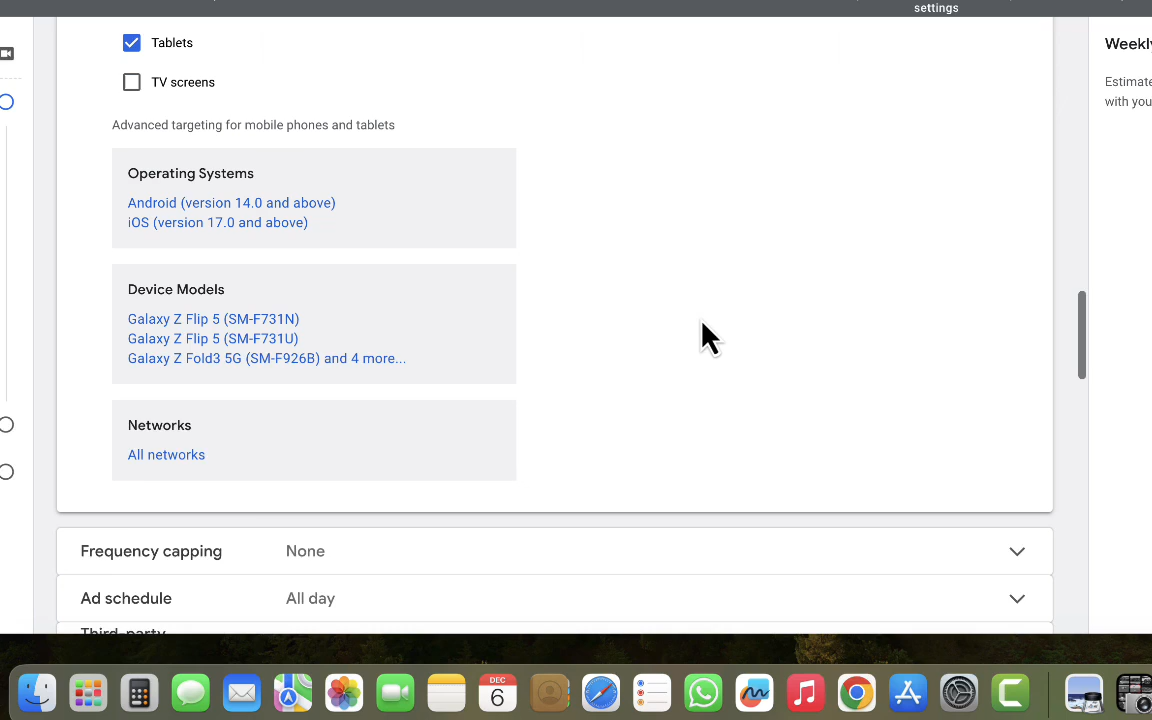 settings
Tablets
TV screens
Advanced targeting for mobile phones and tablets
Operating Systems
Android (version 14.0 and above)
iOS (version 17.0 and above)
Device Models
Galaxy Z Flip 5 (SM-F731N)
Galaxy Z Flip 5 (SM-F731U)
Galaxy Z Fold3 5G (SM-F926B) and 4 more...
Networks
All networks
Frequency capping None
Ad schedule All day
Third-party
Weekly
Estimate
with you
DEC
6